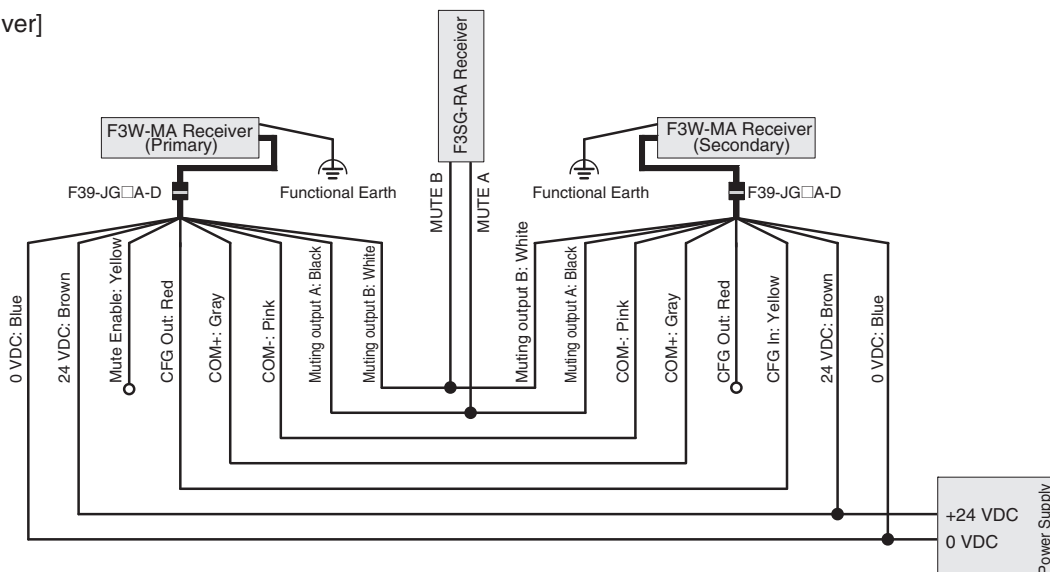 ver]
F3SG-RA Receiver
F3W-MA Receiver
(Primary)
F3W-MA Receiver
(Secondary)
F39-JG□A-D
Functional Earth
MUTE B
MUTE A
Functional Earth
F39-JG□A-D
0 VDC: Blue
24 VDC: Brown
Mute Enable: Yellow
CFG Out: Red
COM+: Gray
COM-: Pink
Muting output A: Black
Muting output B: White
Muting output B: White
Muting output A: Black
COM-: Pink
COM+: Gray
CFG Out: Red
CFG In: Yellow
24 VDC: Brown
0 VDC: Blue
+24 VDC
0 VDC
Power Supply